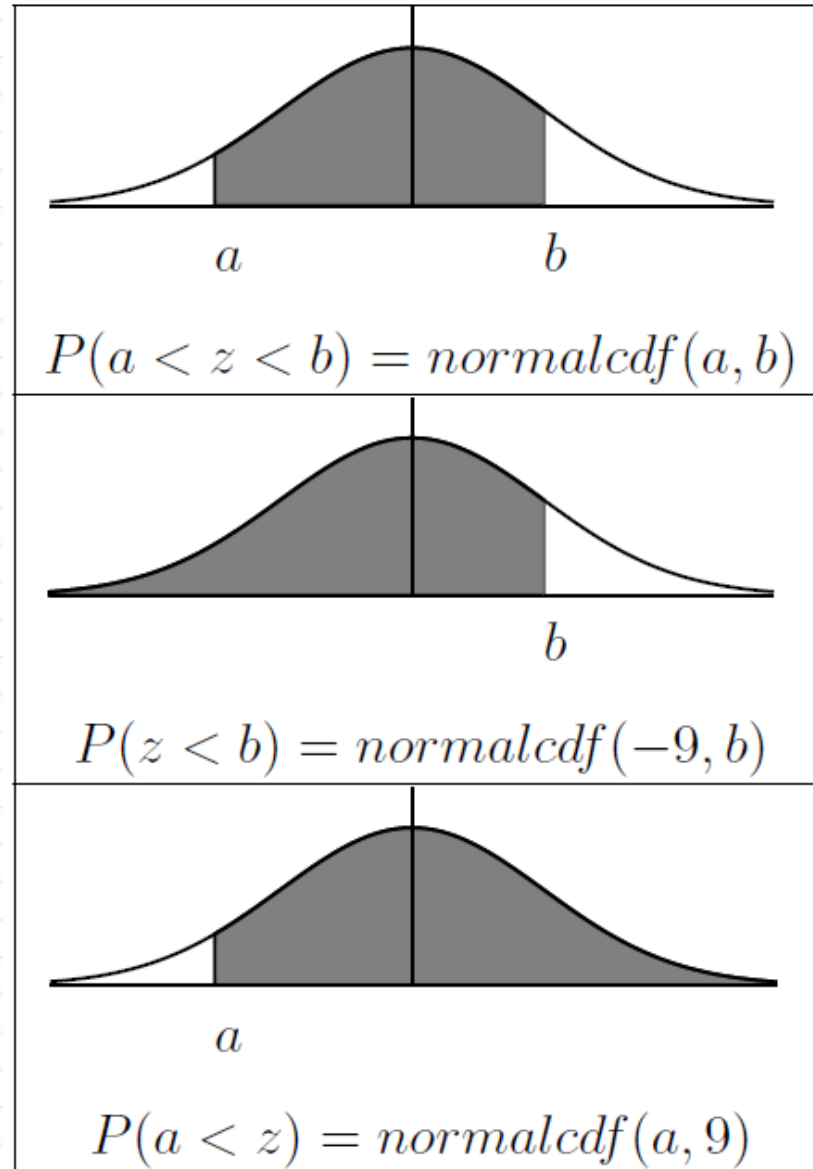 a b
P(a < z < b) = normalcdf(a, b)
b
P(z < b) = normalcdf(−9, b)
a
P(a < z) = normalcdf(a, 9)